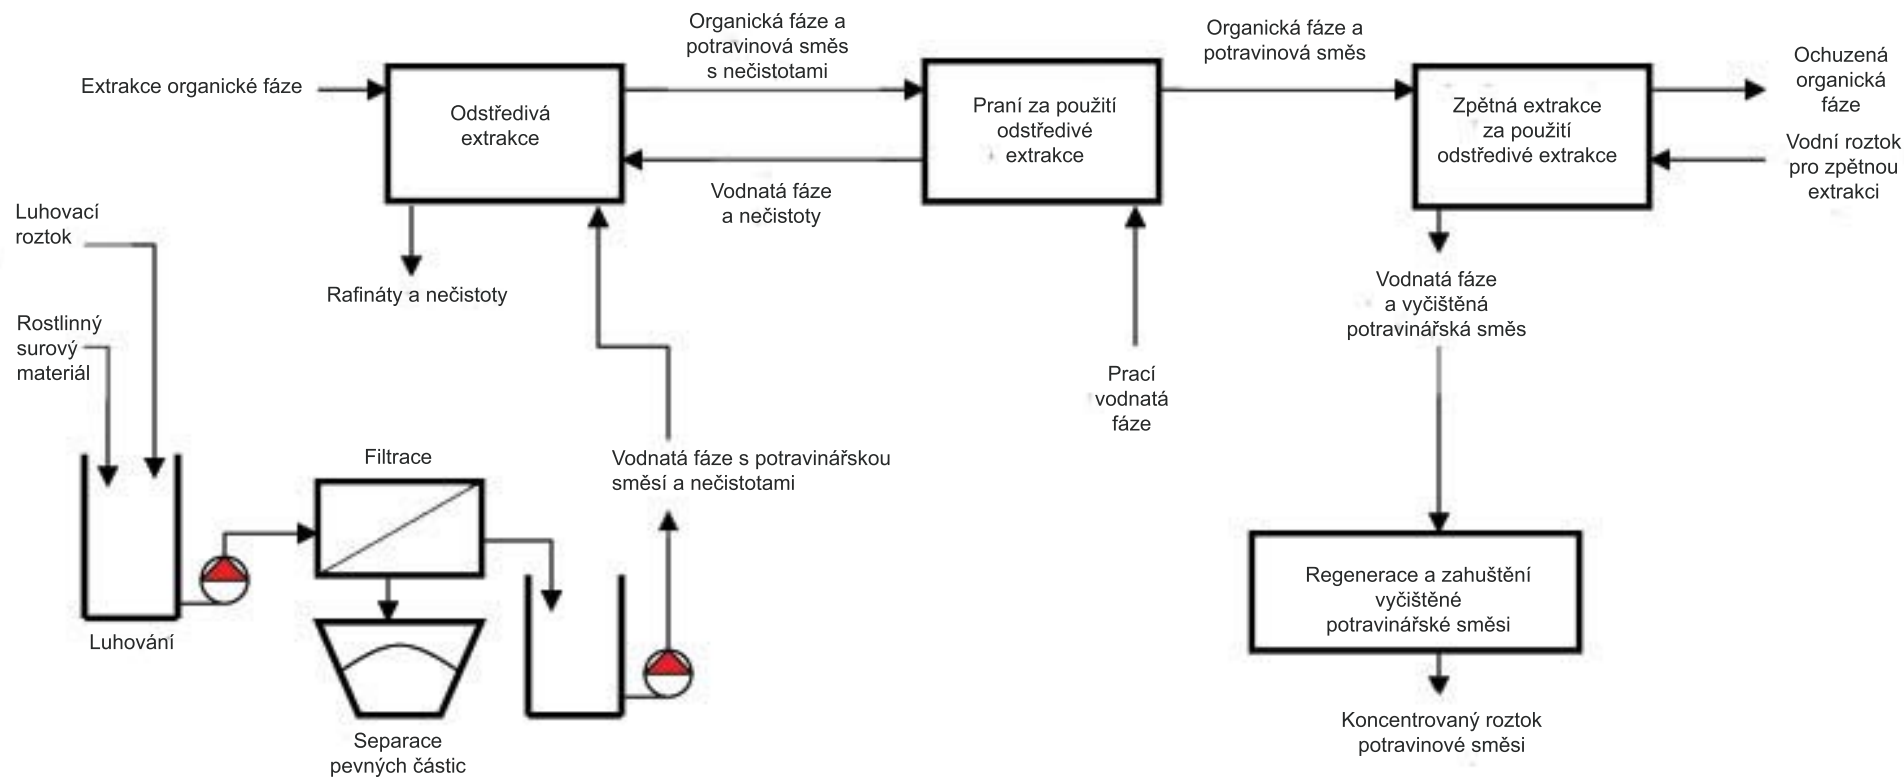 Organická fáze a
potravinová směs
s nečistotami
Organická fáze a
potravinová směs
Ochuzená
organická
fáze
Extrakce organické fáze
Odstředivá
extrakce
Praní za použití
odstředivé
extrakce
Zpětná extrakce
za použití
odstředivé extrakce
Vodní roztok
pro zpětnou
extrakci
Vodnatá fáze
a nečistoty
Luhovací
roztok
Rafináty a nečistoty
Vodnatá fáze
a vyčištěná
potravinářská směs
Rostlinný
surový
materiál
Prací
vodnatá
fáze
Filtrace
Vodnatá fáze s potravinářskou
směsí a nečistotami
Luhování
Regenerace a zahuštění
vyčištěné
potravinářské směsi
Separace
pevných částic
Koncentrovaný roztok
potravinové směsi